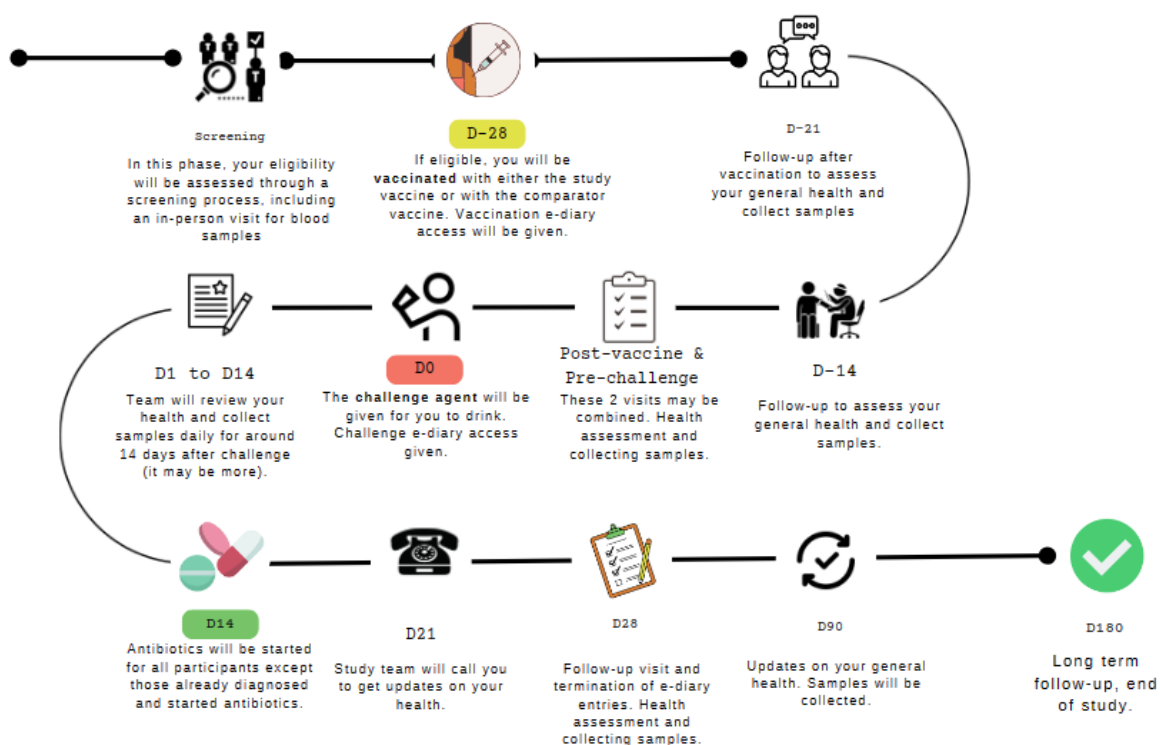 Screening
In this phase, your eligibility
will be assessed through a
screening process, including
an in-person visit for blood
samples
D-28
If eligible, you will be
vaccinated with either the study
vaccine or with the comparator
vaccine. Vaccination e-diary
access will be given.
D-21
Follow-up after
vaccination to assess
your general health and
collect samples
D-14
Follow-up to assess your
general health and collect
samples.
Post-vaccine &
Pre-challenge
These 2 visits may be
combined. Health
assessment and
collecting samples.
D0
The challenge agent will be
given for you to drink.
Challenge e-diary access
given.
D1 to D14
Team will review your
health and collect
samples daily for around
14 days after challenge
(it may be more).
D14
Antibiotics will be started
for all participants except
those already diagnosed
and started antibiotics.
D21
Study team will call you
to get updates on your
health.
D28
Follow-up visit and
termination of e-diary
entries. Health
assessment and
collecting samples.
D90
Updates on your general
health. Samples will be
collected.
D180
Long term
follow-up, end
of study.